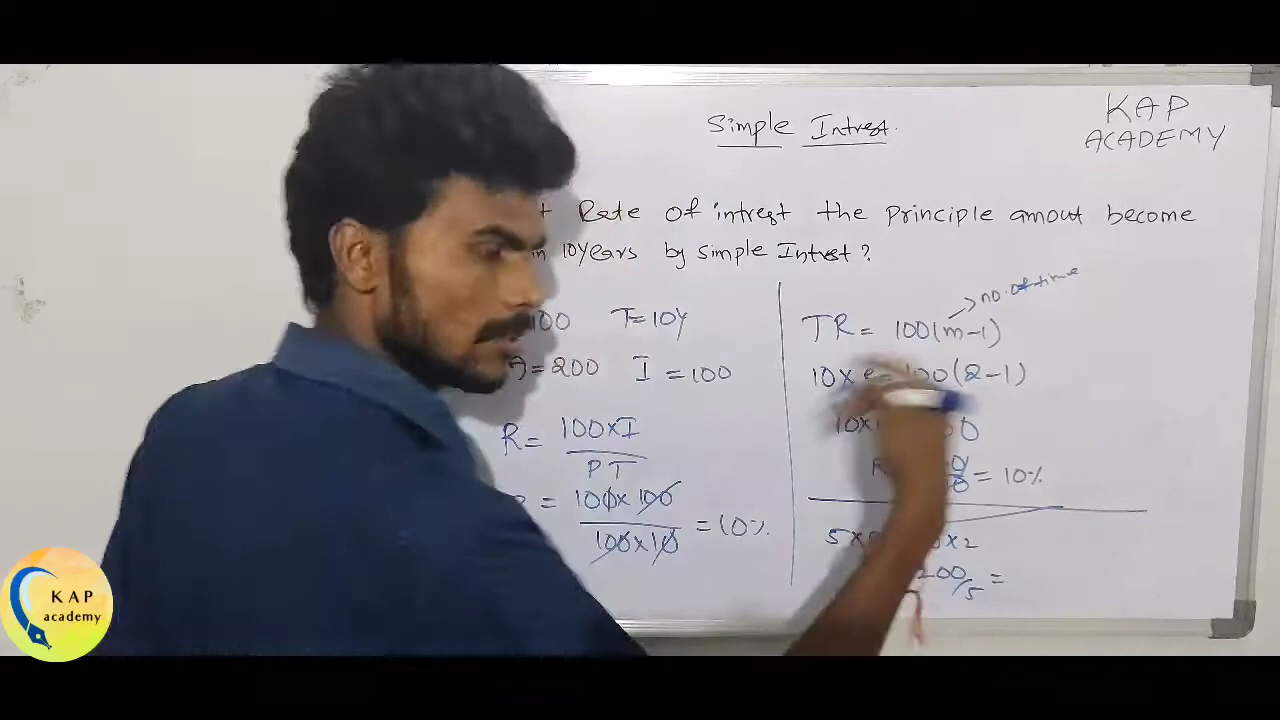 Simple Intrest.
KAP
ACADEMY
Rate of intrest the principle amout become
in 10years by simple Intrst?
100 T=10y
=200 I =100
R= 100×I
PT
= 100×100
100×10
=10%.
TR= 100(m-1)
no. of time
10× = 100(2-1)
10×
= 10%
5× ×2
200/5 =
KAP
academy